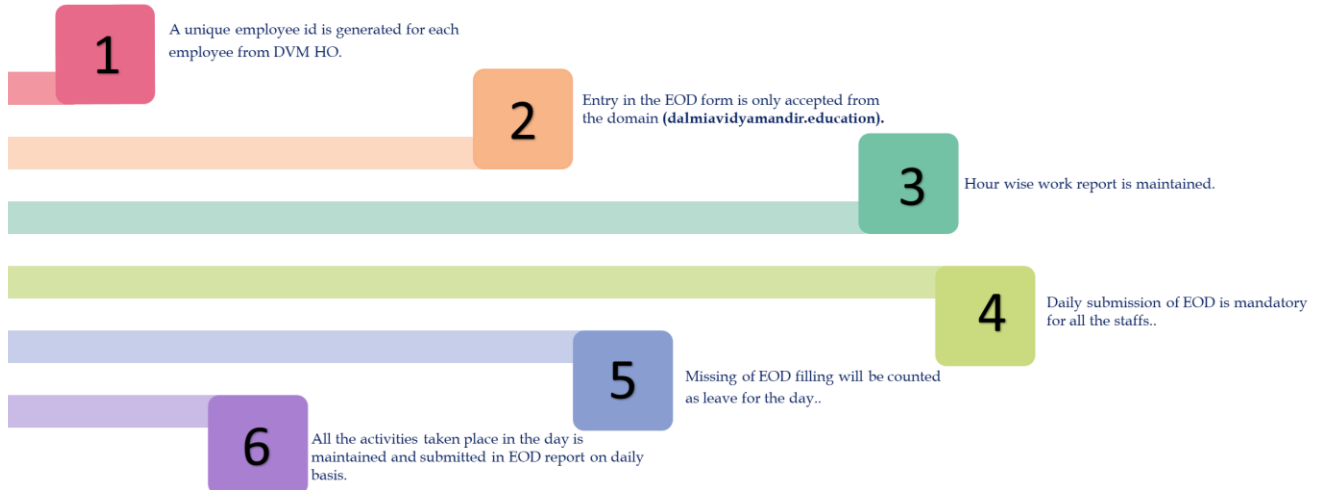 1
A unique employee id is generated for each
employee from DVM HO.
2
Entry in the EOD form is only accepted from
the domain (dalmiavidyamandir.education).
3
Hour wise work report is maintained.
4
Daily submission of EOD is mandatory
for all the staffs..
5
Missing of EOD filling will be counted
as leave for the day..
6
All the activities taken place in the day is
maintained and submitted in EOD report on daily
basis.